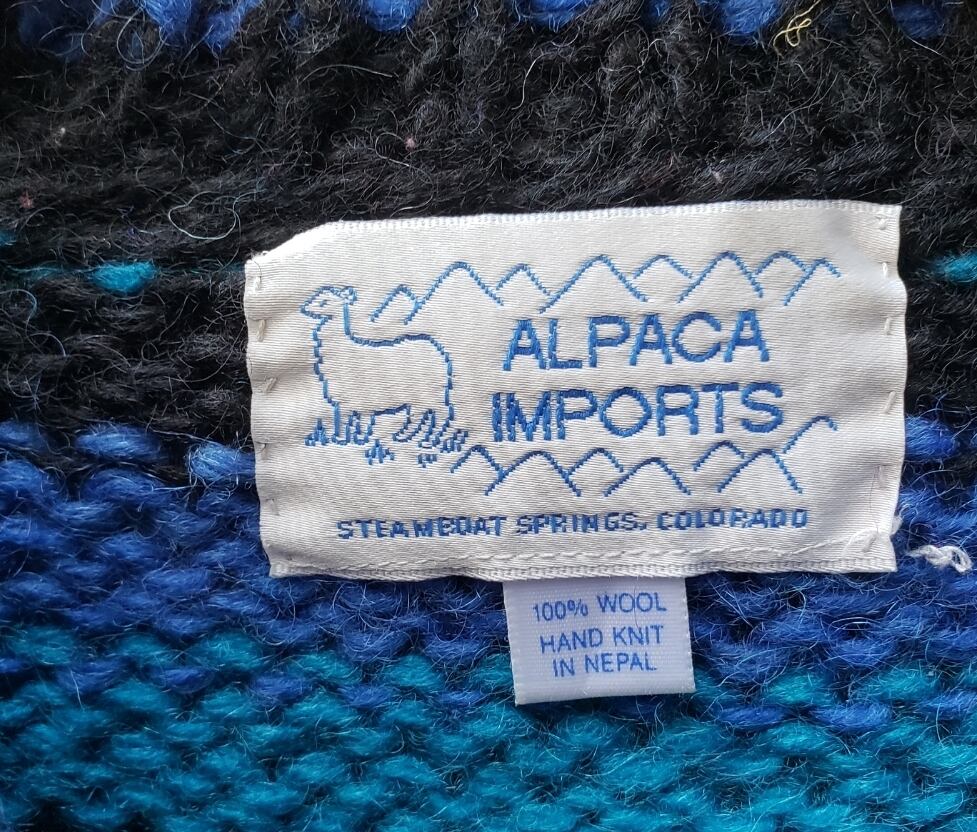 ALPACA
IMPORTS
STEAMBOAT SPRINGS, COLORADO
100% WOOL
HAND KNIT
IN NEPAL